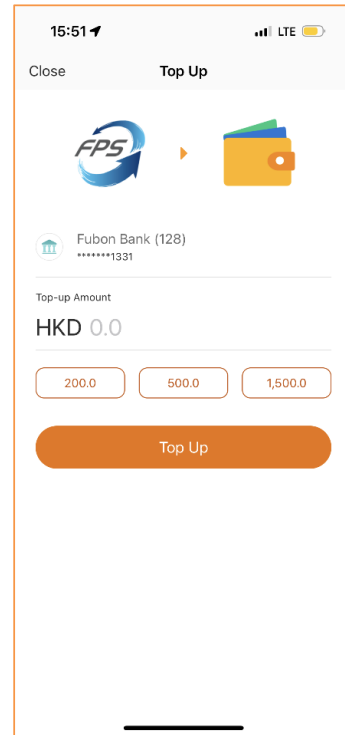 15:51
LTE
Close
Top Up
FPS
Fubon Bank (128)
*******1331
Top-up Amount
HKD 0.0
200.0
500.0
1,500.0
Top Up